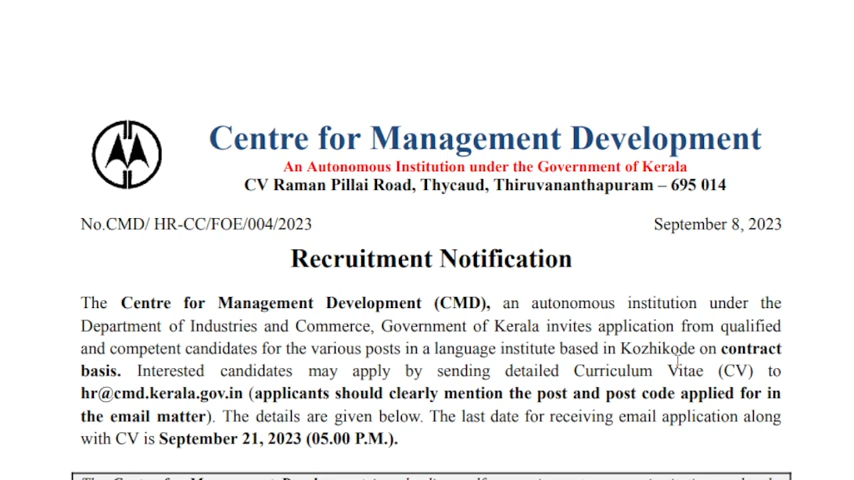 Centre for Management Development
An Autonomous Institution under the Government of Kerala
CV Raman Pillai Road, Thycaud, Thiruvananthapuram – 695 014
No.CMD/ HR-CC/FOE/004/2023 September 8, 2023
Recruitment Notification
The Centre for Management Development (CMD), an autonomous institution under the
Department of Industries and Commerce, Government of Kerala invites application from qualified
and competent candidates for the various posts in a language institute based in Kozhikode on contract
basis. Interested candidates may apply by sending detailed Curriculum Vitae (CV) to
hr@cmd.kerala.gov.in (applicants should clearly mention the post and post code applied for in
the email matter). The details are given below. The last date for receiving email application along
with CV is September 21, 2023 (05.00 P.M.).